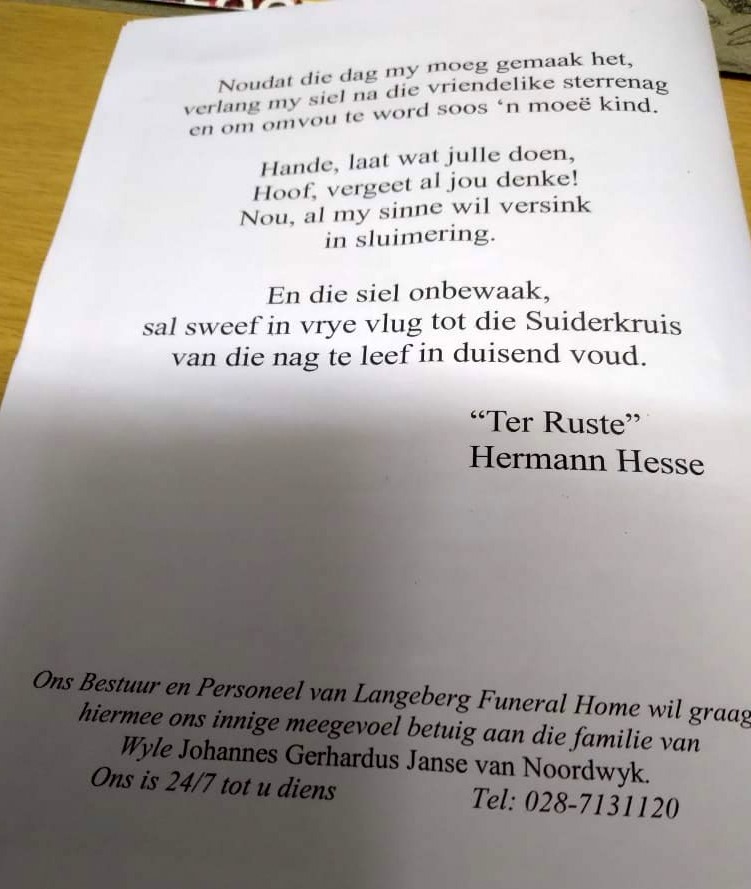 Noudat die dag my moeg gemaak het,
verlang my siel na die vriendelike sterrenag
en om omvou te word soos ‘n moeë kind.
Hande, laat wat julle doen,
Hoof, vergeet al jou denke!
Nou, al my sinne wil versink
in sluimering.
En die siel onbewaak,
sal sweef in vrye vlug tot die Suiderkruis
van die nag te leef in duisend voud.
“Ter Ruste”
Hermann Hesse
Ons Bestuur en Personeel van Langeberg Funeral Home wil graag
hiermee ons innige meegevoel betuig aan die familie van
Wyle Johannes Gerhardus Janse van Noordwyk.
Ons is 24/7 tot u diens Tel: 028-7131120